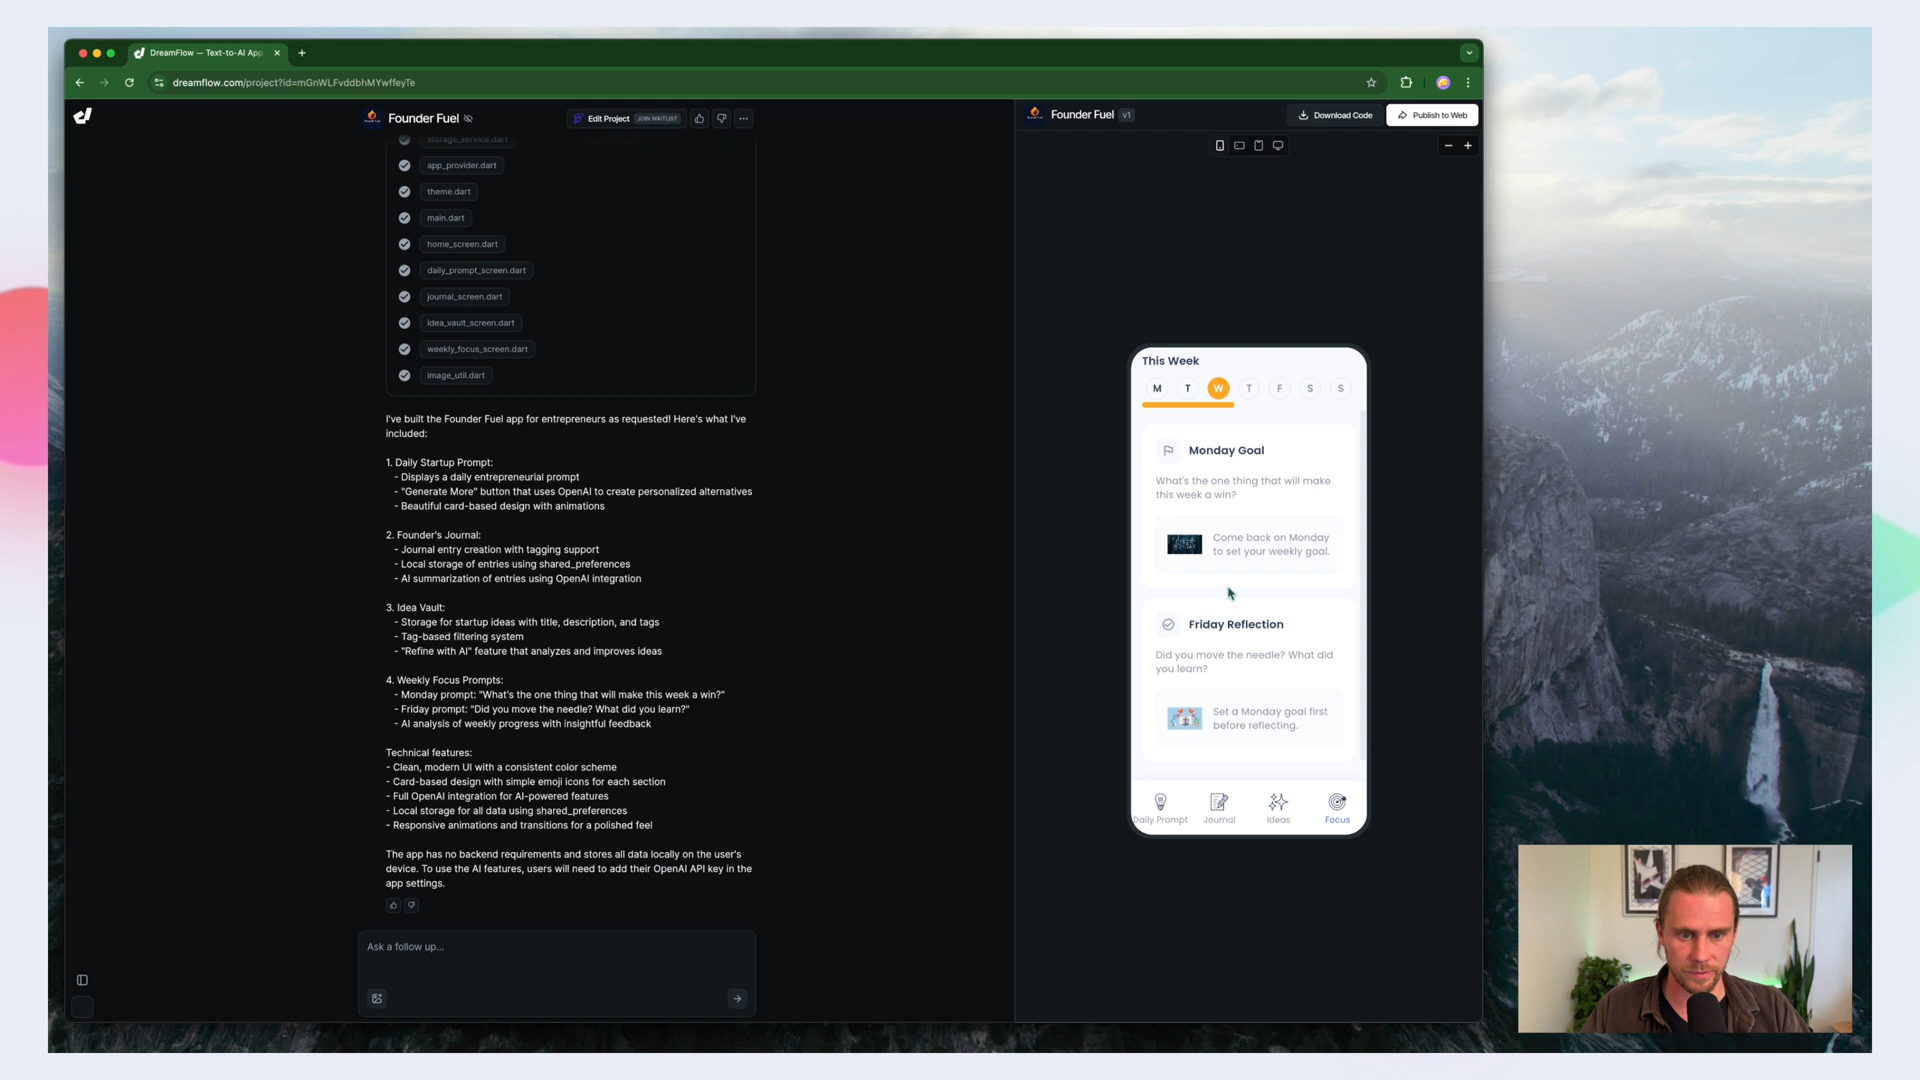 DreamFlow — Text-to-AI App
dreamflow.com/project?id=mGnWLFvddbhMYwffeyTe
Founder Fuel
Edit Project JOIN WAITLIST
Founder Fuel v1
Download Code
Publish to Web
storage_service.dart
app_provider.dart
theme.dart
main.dart
home_screen.dart
daily_prompt_screen.dart
journal_screen.dart
idea_vault_screen.dart
weekly_focus_screen.dart
image_util.dart
I've built the Founder Fuel app for entrepreneurs as requested! Here's what I've
included:
1. Daily Startup Prompt:
- Displays a daily entrepreneurial prompt
- "Generate More" button that uses OpenAI to create personalized alternatives
- Beautiful card-based design with animations
2. Founder's Journal:
- Journal entry creation with tagging support
- Local storage of entries using shared_preferences
- AI summarization of entries using OpenAI integration
3. Idea Vault:
- Storage for startup ideas with title, description, and tags
- Tag-based filtering system
- "Refine with AI" feature that analyzes and improves ideas
4. Weekly Focus Prompts:
- Monday prompt: "What's the one thing that will make this week a win?"
- Friday prompt: "Did you move the needle? What did you learn?"
- AI analysis of weekly progress with insightful feedback
Technical features:
- Clean, modern UI with a consistent color scheme
- Card-based design with simple emoji icons for each section
- Full OpenAI integration for AI-powered features
- Local storage for all data using shared_preferences
- Responsive animations and transitions for a polished feel
The app has no backend requirements and stores all data locally on the user's
device. To use the AI features, users will need to add their OpenAI API key in the
app settings.
Ask a follow up...
This Week
M T W T F S S
Monday Goal
What's the one thing that will make
this week a win?
Come back on Monday
to set your weekly goal.
Friday Reflection
Did you move the needle? What did
you learn?
Set a Monday goal first
before reflecting.
Daily Prompt
Journal
Ideas
Focus